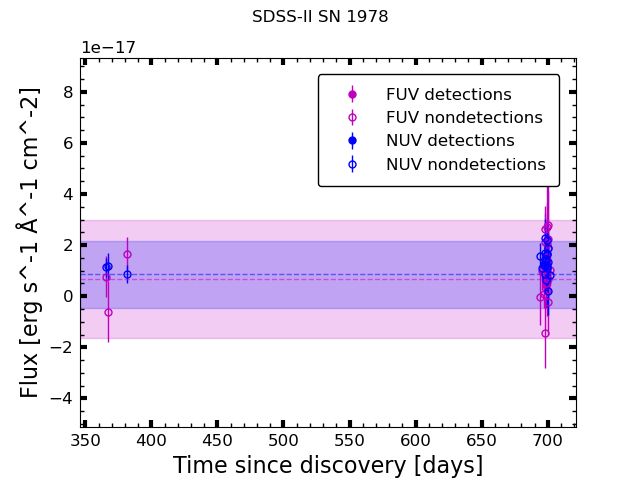 SDSS-II SN 1978
1e−17
FUV detections
FUV nondetections
NUV detections
NUV nondetections
8
6
4
2
0
−2
−4
Flux [erg s^-1 Å^-1 cm^-2]
350 400 450 500 550 600 650 700
Time since discovery [days]